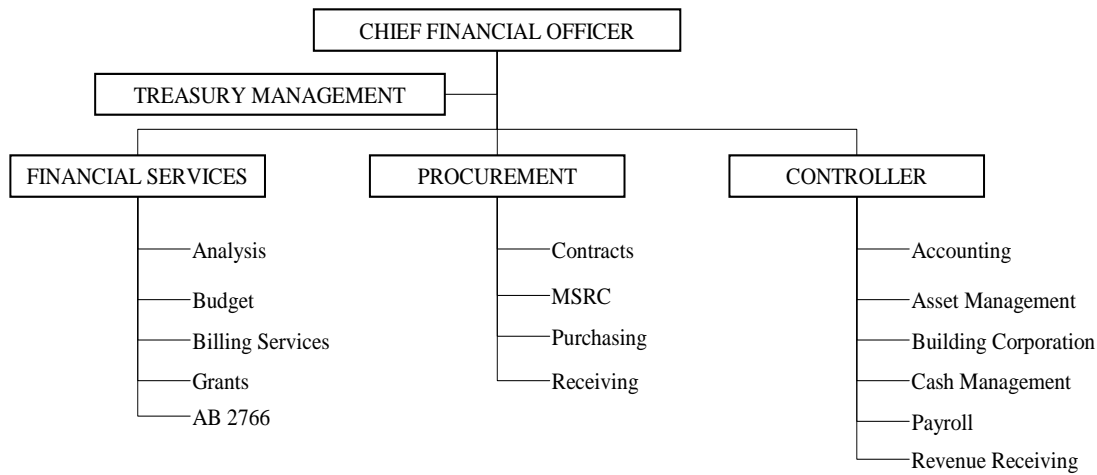 CHIEF FINANCIAL OFFICER
TREASURY MANAGEMENT
FINANCIAL SERVICES
PROCUREMENT
CONTROLLER
Analysis
Budget
Billing Services
Grants
AB 2766
Contracts
MSRC
Purchasing
Receiving
Accounting
Asset Management
Building Corporation
Cash Management
Payroll
Revenue Receiving